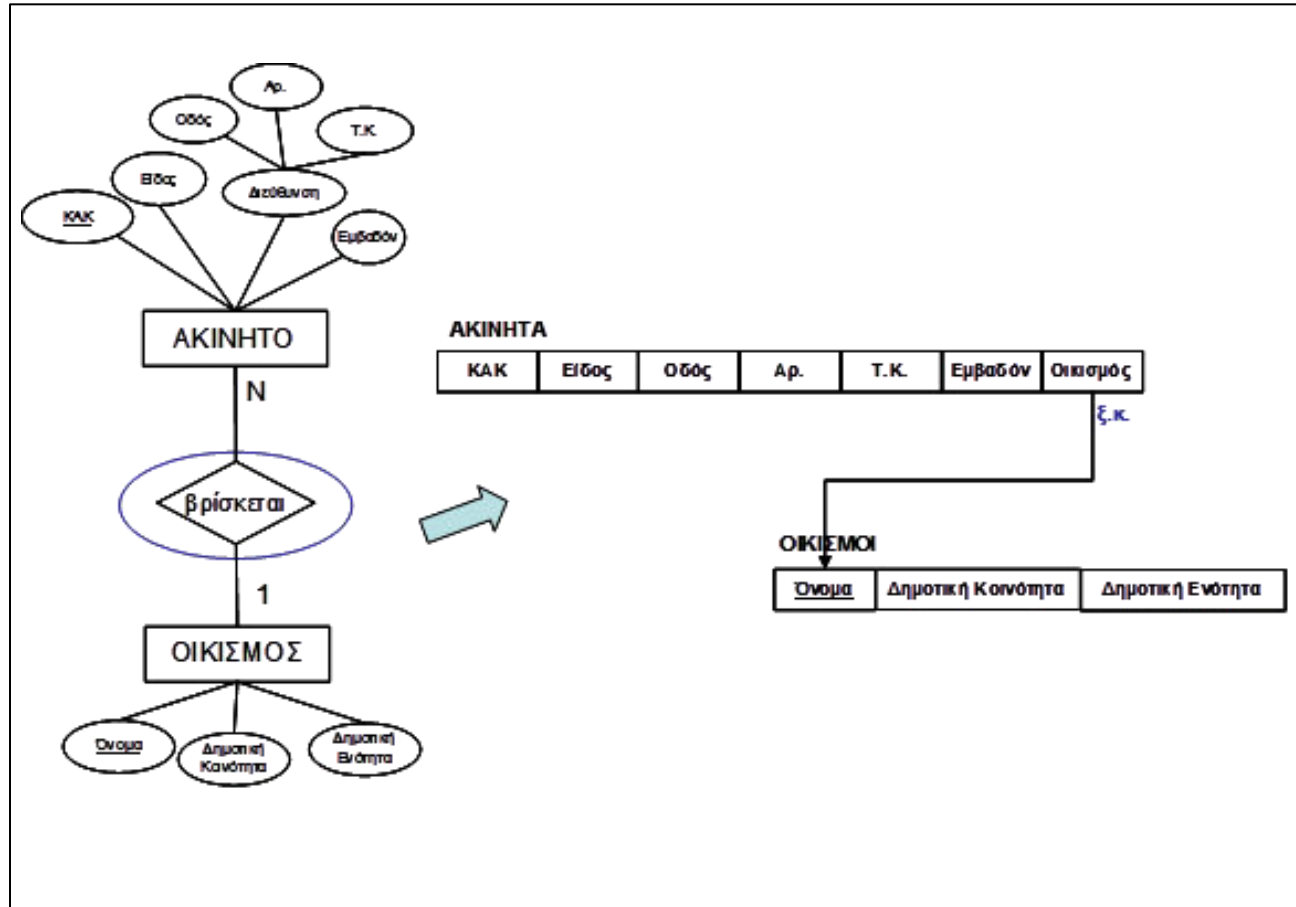 Αρ.
Οδός
Τ.Κ.
Είδος
Διεύθυνση
ΚΑΚ
Εμβαδόν
ΑΚΙΝΗΤΟ
Ν
βρίσκεται
1
ΟΙΚΙΣΜΟΣ
Όνομα
Δημοτική
Κοινότητα
Δημοτική
Ενότητα
ΑΚΙΝΗΤΑ
ΚΑΚ Είδος Οδός Αρ. Τ.Κ. Εμβαδόν Οικισμός
ξ.κ.
ΟΙΚΙΣΜΟΙ
Όνομα Δημοτική Κοινότητα Δημοτική Ενότητα